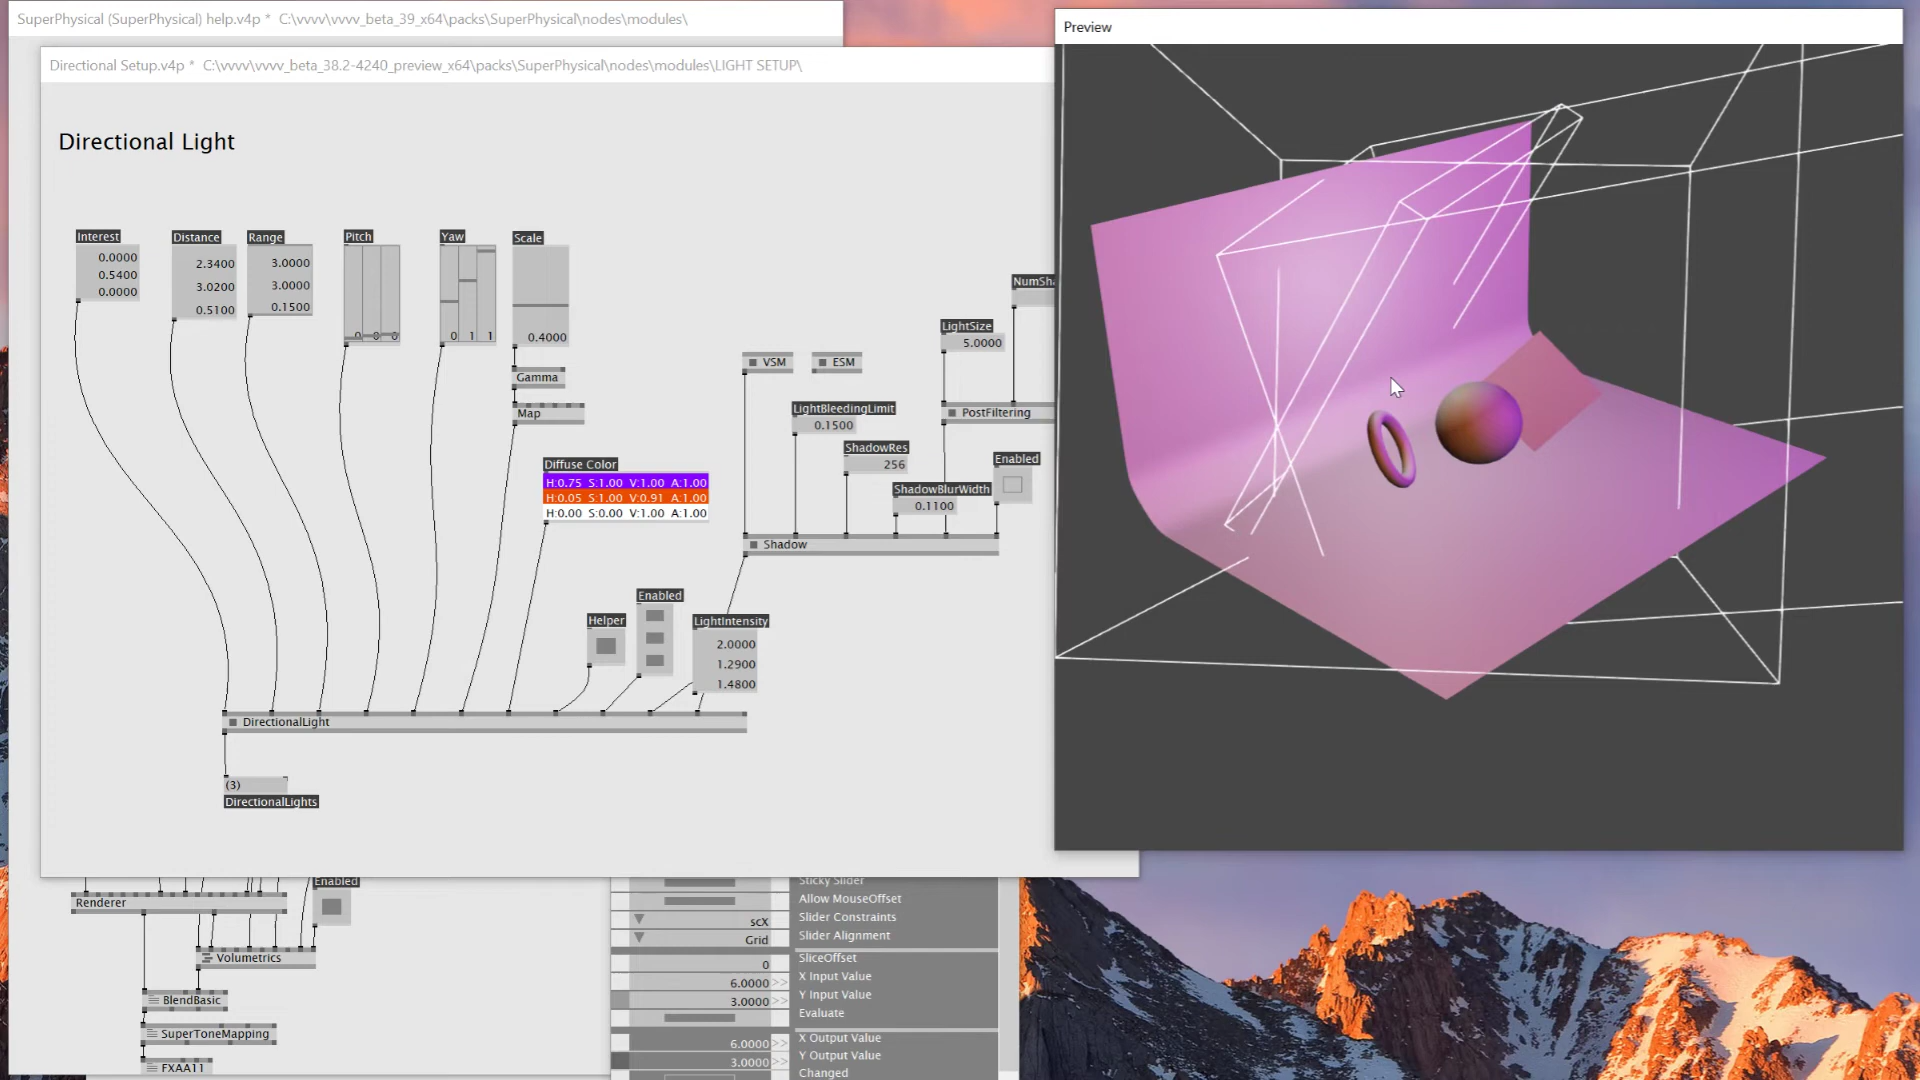 SuperPhysical (SuperPhysical) help.v4p * C:\vvvv\vvvv_beta_39_x64\packs\SuperPhysical\nodes\modules\
Directional Setup.v4p * C:\vvvv\vvvv_beta_38.2-4240_preview_x64\packs\SuperPhysical\nodes\modules\LIGHT SETUP\
Preview
Directional Light
Interest
0.0000
0.5400
0.0000
Distance
2.3400
3.0200
0.5100
Range
3.0000
3.0000
0.1500
Pitch
0 0 0
Yaw
0 1 1
Scale
0.4000
Gamma
Map
Diffuse Color
H:0.75 S:1.00 V:1.00 A:1.00
H:0.05 S:1.00 V:0.91 A:1.00
H:0.00 S:0.00 V:1.00 A:1.00
VSM
ESM
LightBleedingLimit
0.1500
ShadowRes
256
ShadowBlurWidth
0.1100
LightSize
5.0000
NumSha
PostFiltering
Enabled
Shadow
Helper
Enabled
LightIntensity
2.0000
1.2900
1.4800
DirectionalLight
(3)
DirectionalLights
Enabled
Renderer
Volumetrics
BlendBasic
SuperToneMapping
FXAA11
Sticky Slider
Allow MouseOffset
scX
Slider Constraints
Grid
Slider Alignment
0
SliceOffset
6.0000 >>
X Input Value
3.0000 >>
Y Input Value
Evaluate
6.0000 >>
X Output Value
3.0000 >>
Y Output Value
Changed